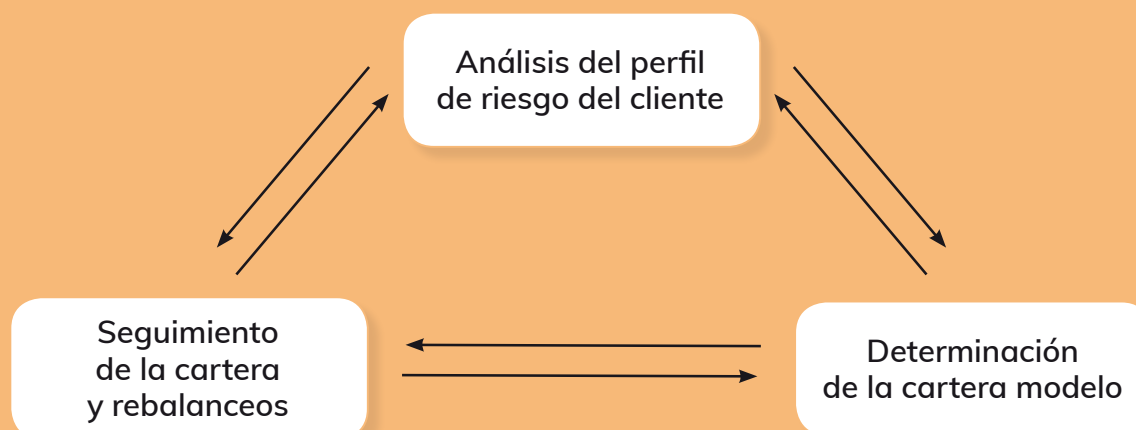 Análisis del perfil
de riesgo del cliente
Seguimiento
de la cartera
y rebalanceos
Determinación
de la cartera modelo